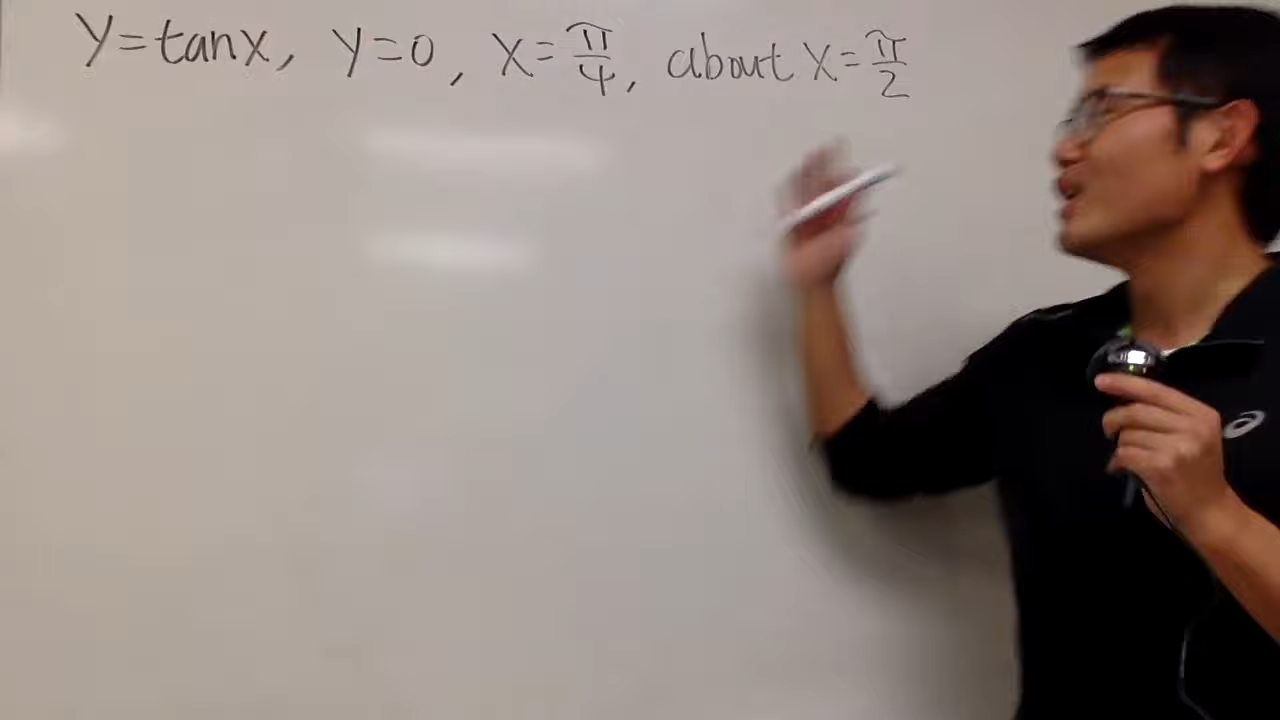 y=tanx, y=0, x=π/4, about x=π/2